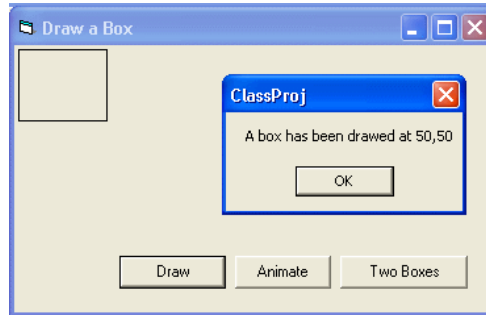 Draw a Box
ClassProj
A box has been drawed at 50,50
OK
Draw Animate Two Boxes